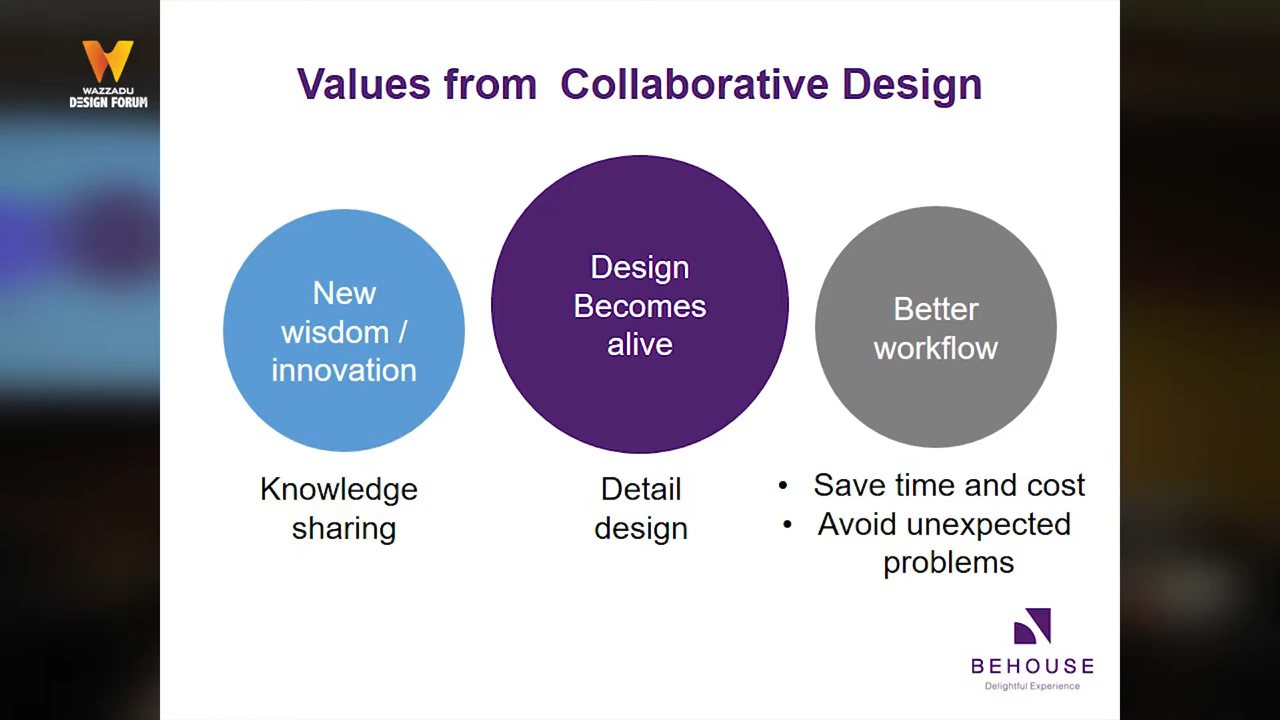 WAZZADU
DESIGN FORUM
Values from  Collaborative Design
New
wisdom /
innovation
Design
Becomes
alive
Better
workflow
Knowledge
sharing
Detail
design
• Save time and cost
• Avoid unexpected
problems
BEHOUSE
Delightful Experience